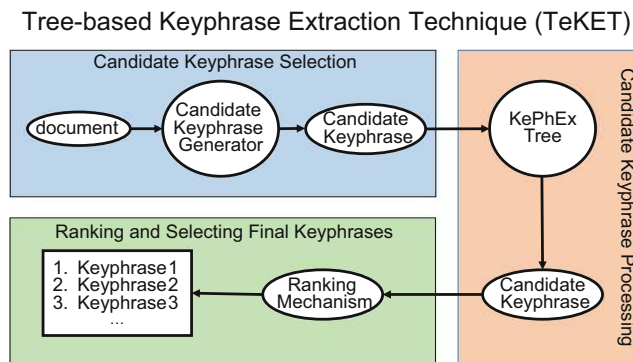 Tree-based Keyphrase Extraction Technique (TeKET)
Candidate Keyphrase Selection
document
Candidate
Keyphrase
Generator
Candidate
Keyphrase
KePhEx
Tree
Candidate Keyphrase Processing
Ranking and Selecting Final Keyphrases
1. Keyphrase1
2. Keyphrase2
3. Keyphrase3
...
Ranking
Mechanism
Candidate
Keyphrase